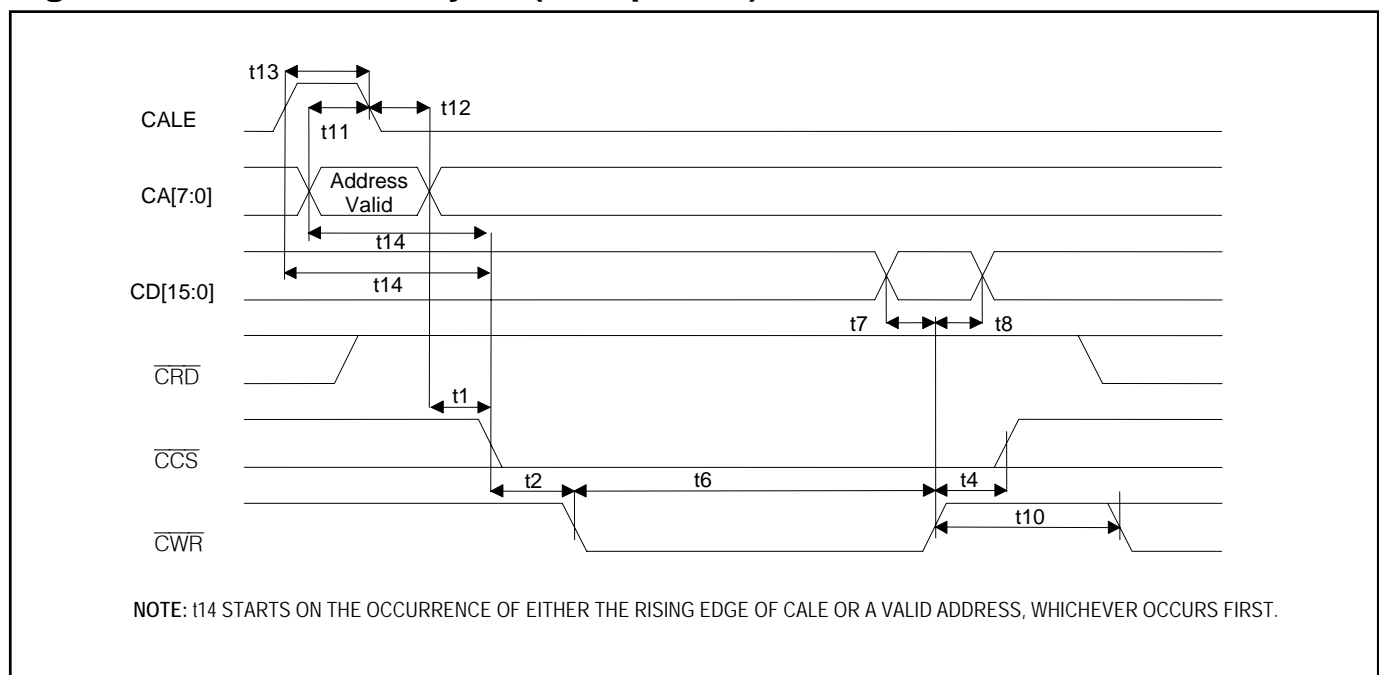 t13
t12
CALE
t11
Address
CA[7:0]
Valid
t14
t14
CD[15:0]
t7
t8
CRD
t1
CCS
t2
t6
t4
t10
CWR
NOTE: t14 STARTS ON THE OCCURRENCE OF EITHER THE RISING EDGE OF CALE OR A VALID ADDRESS, WHICHEVER OCCURS FIRST.